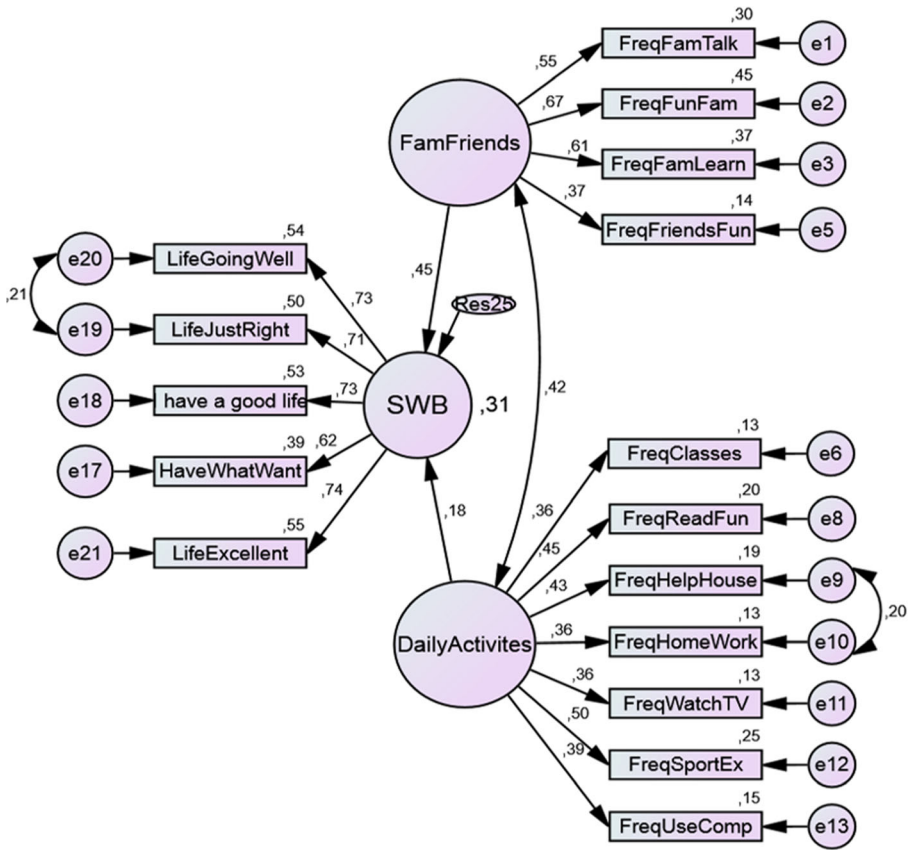 ,30
FreqFamTalk
e1
,55
,45
FreqFunFam
e2
,67
FamFriends
,37
FreqFamLearn
e3
,61
,37
,14
FreqFriendsFun
e5
,54
e20
LifeGoingWell
,21
,45
,73
Res25
,50
e19
LifeJustRight
,71
,53
e18
have a good life
,73
SWB
,31
,42
,39
,62
e17
HaveWhatWant
,74
,55
e21
LifeExcellent
,18
,13
FreqClasses
e6
,36
,20
FreqReadFun
e8
,45
,19
FreqHelpHouse
e9
,43
,20
,13
FreqHomeWork
e10
,36
DailyActivites
,13
FreqWatchTV
e11
,36
,50
,25
FreqSportEx
e12
,39
,15
FreqUseComp
e13